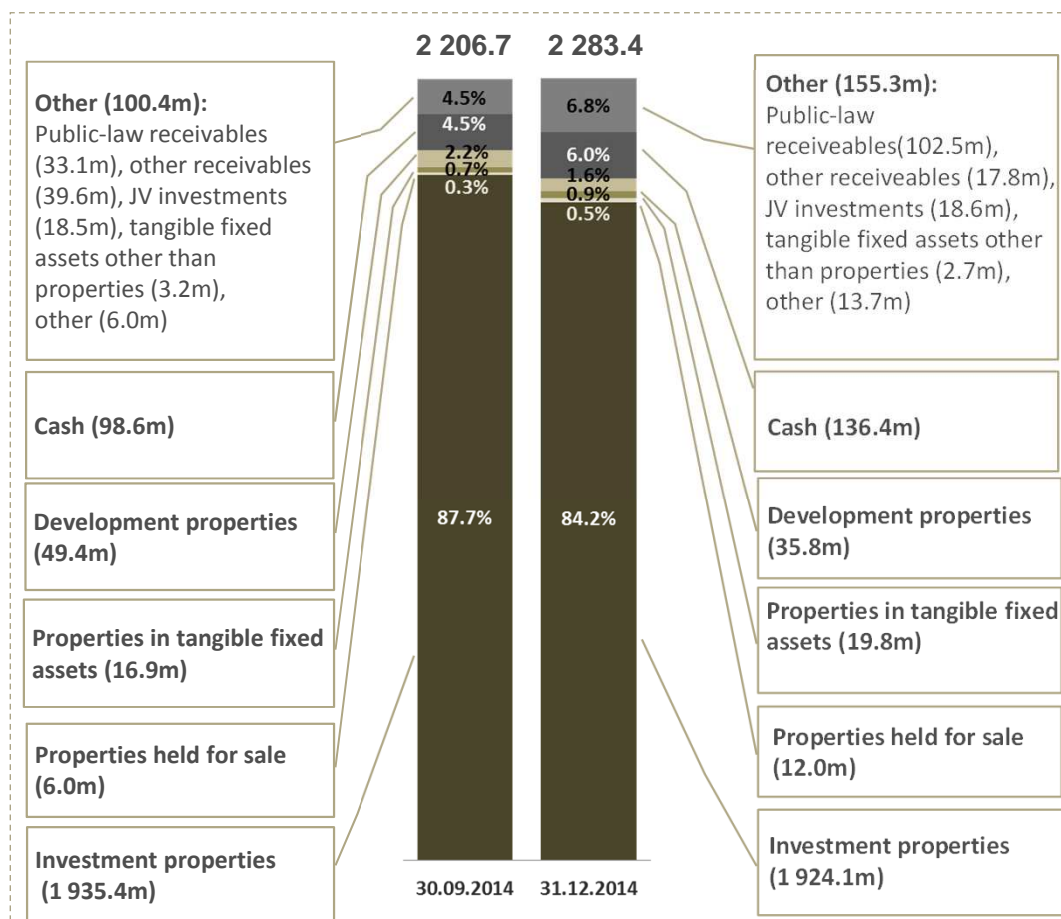 2 206.7
2 283.4
Other (100.4m):
Public-law receivables
(33.1m), other receivables
(39.6m), JV investments
(18.5m), tangible fixed
assets other than
properties (3.2m),
other (6.0m)
Cash (98.6m)
Development properties
(49.4m)
Properties in tangible fixed
assets (16.9m)
Properties held for sale
(6.0m)
Investment properties
(1 935.4m)
4.5%
4.5%
2.2%
0.7%
0.3%
87.7%
30.09.2014
6.8%
6.0%
1.6%
0.9%
0.5%
84.2%
31.12.2014
Other (155.3m):
Public-law
receiveables(102.5m),
other receiveables (17.8m),
JV investments (18.6m),
tangible fixed assets other
than properties (2.7m),
other (13.7m)
Cash (136.4m)
Development properties
(35.8m)
Properties in tangible fixed
assets (19.8m)
Properties held for sale
(12.0m)
Investment properties
(1 924.1m)